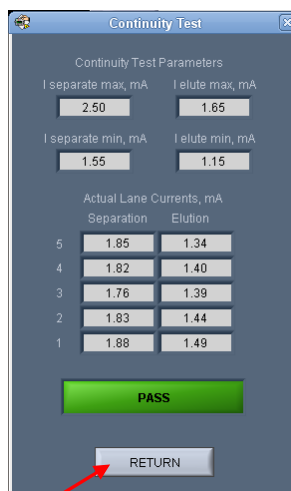 Continuity Test
Continuity Test Parameters
I separate max, mA I elute max, mA
2.50 1.65
I separate min, mA I elute min, mA
1.55 1.15
Actual Lane Currents, mA
Separation Elution
5 1.85 1.34
4 1.82 1.40
3 1.76 1.39
2 1.83 1.44
1 1.88 1.49
PASS
RETURN